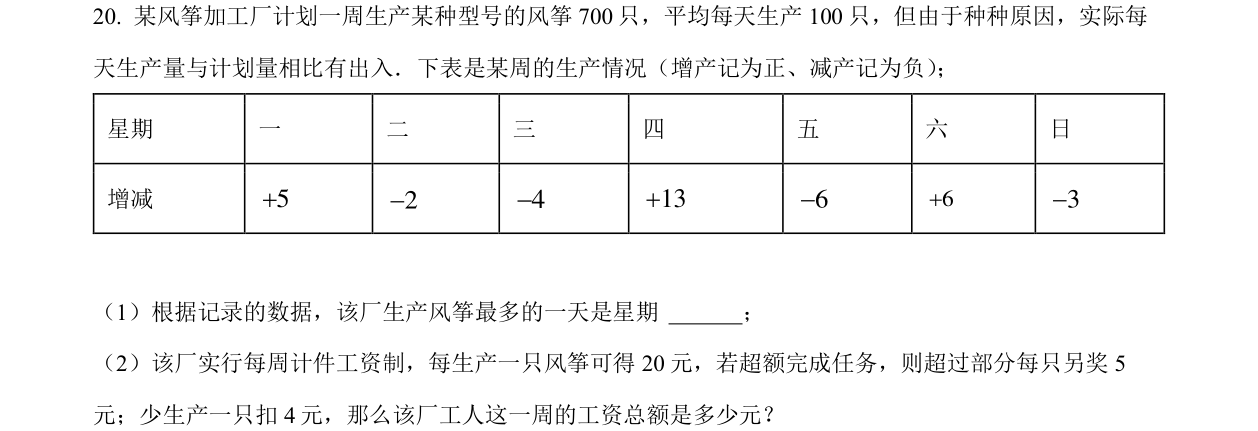 20. 某风筝加工厂计划一周生产某种型号的风筝 700 只，平均每天生产 100 只，但由于种种原因，实际每
天生产量与计划量相比有出入．下表是某周的生产情况（增产记为正、减产记为负）；
星期 一 二 三 四 五 六 日
增减 +5 −2 −4 +13 −6 +6 −3
（1）根据记录的数据，该厂生产风筝最多的一天是星期 ______；
（2）该厂实行每周计件工资制，每生产一只风筝可得 20 元，若超额完成任务，则超过部分每只另奖 5
元；少生产一只扣 4 元，那么该厂工人这一周的工资总额是多少元？